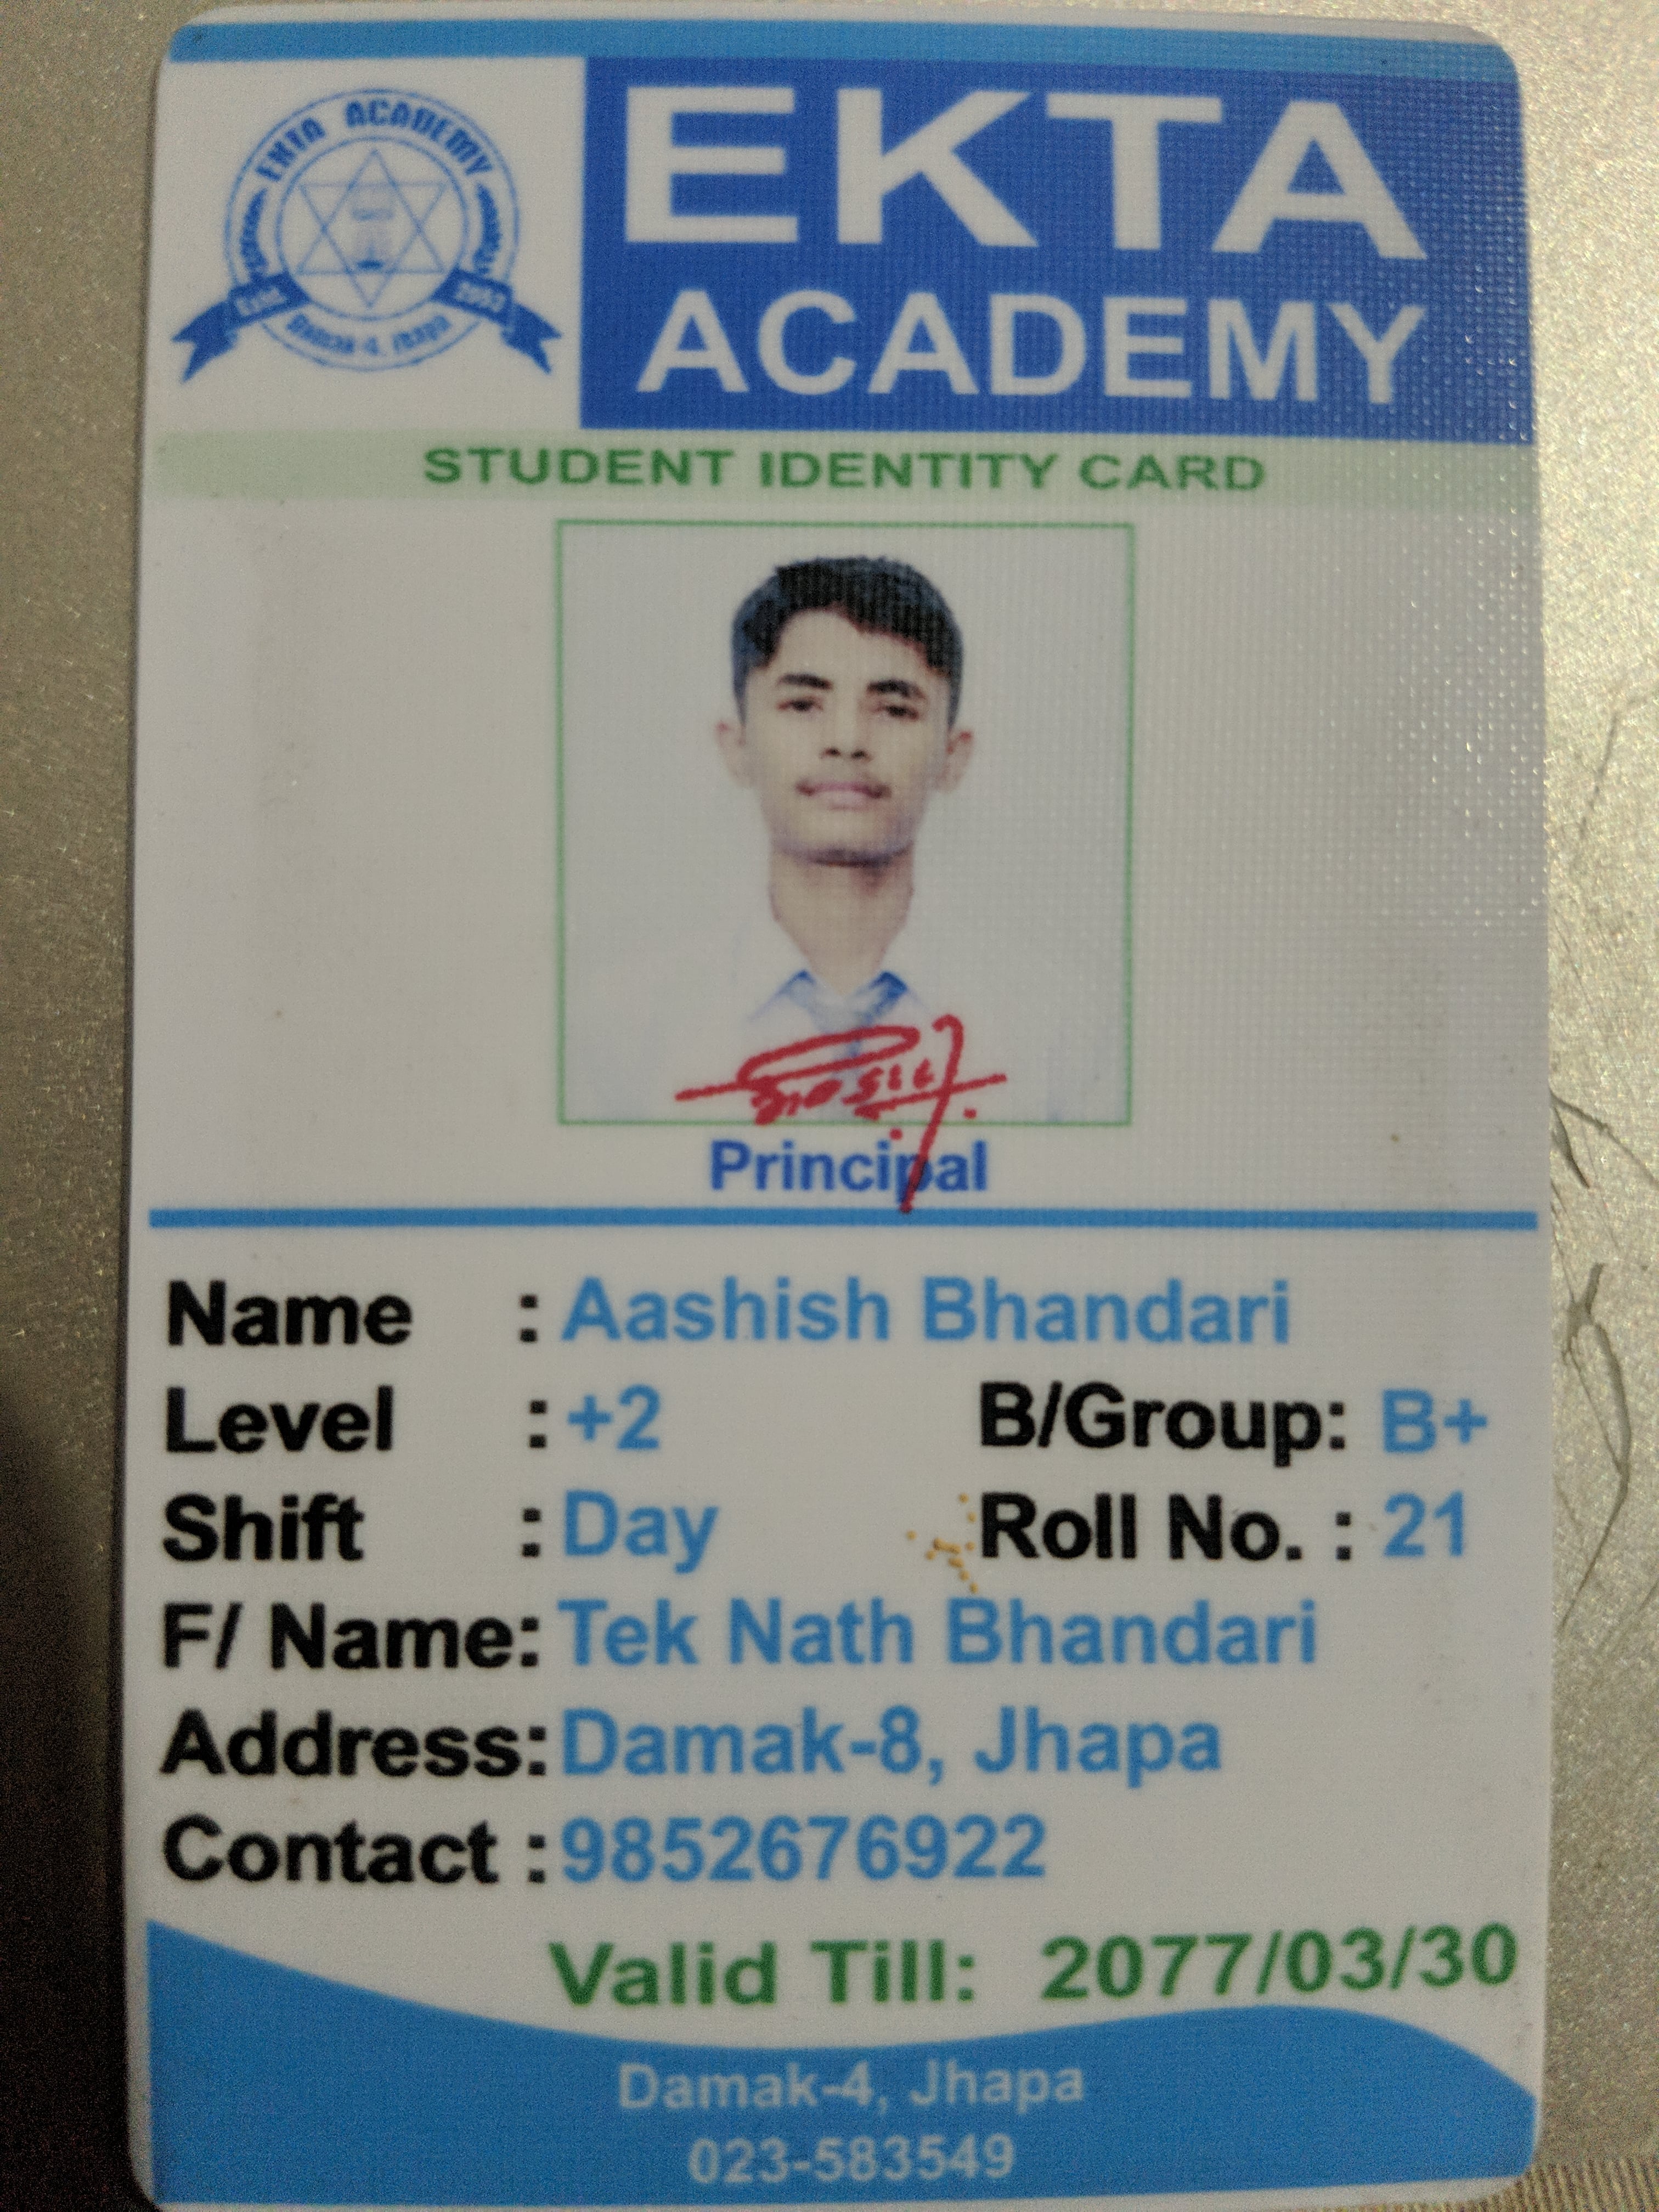 EKTA ACADEMY
Estd. 2053
Damak-4, Jhapa
EKTA
ACADEMY
STUDENT IDENTITY CARD
Principal
Name : Aashish Bhandari
Level : +2 B/Group: B+
Shift : Day Roll No. : 21
F/ Name: Tek Nath Bhandari
Address: Damak-8, Jhapa
Contact : 9852676922
Valid Till: 2077/03/30
Damak-4, Jhapa
023-583549